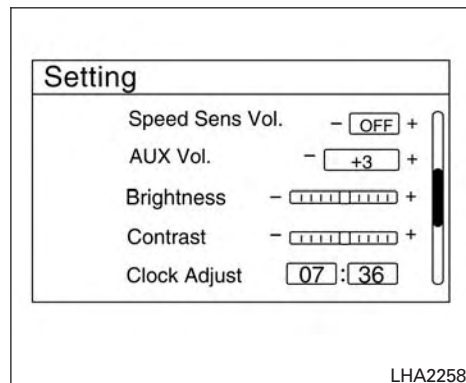 Setting
Speed Sens Vol. - OFF +
AUX Vol. - +3 +
Brightness - +
Contrast - +
Clock Adjust 07 : 36
LHA2258